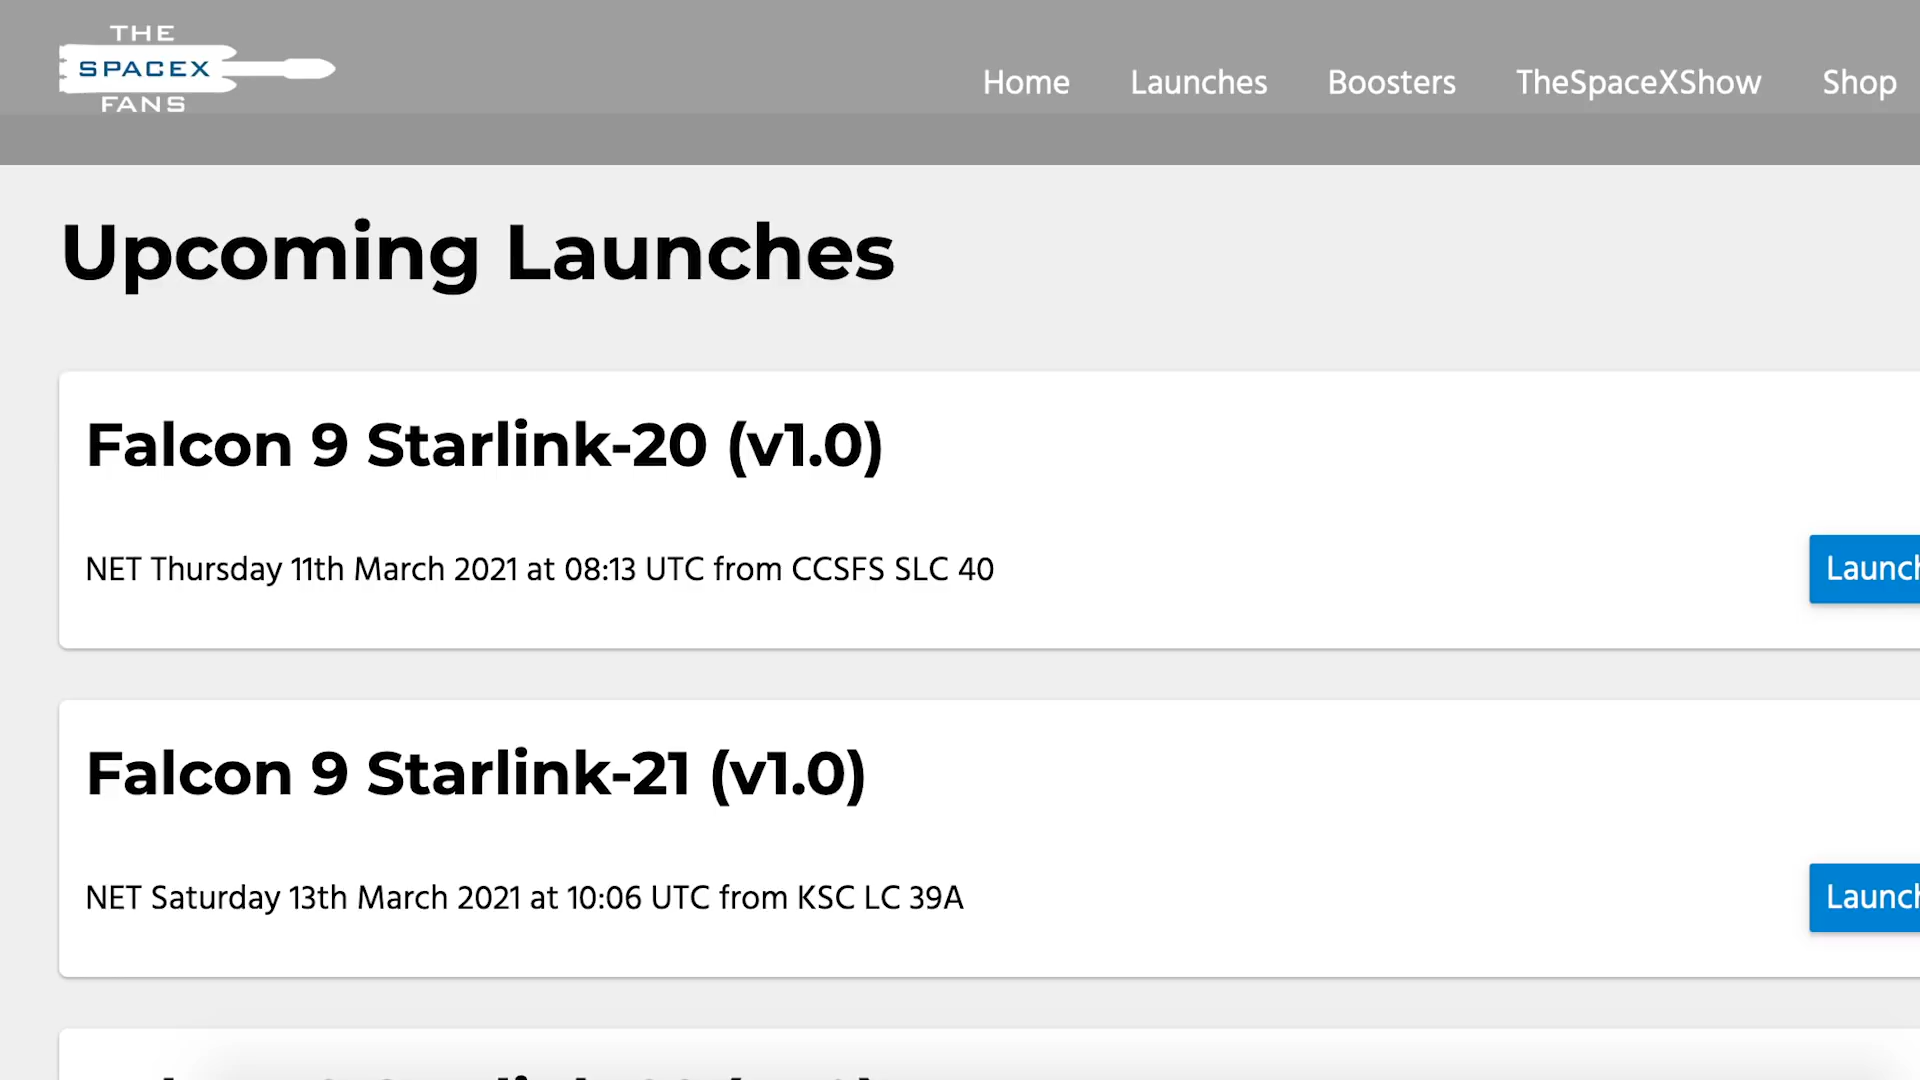 THE
SPACEX
FANS
Home Launches Boosters TheSpaceXShow Shop
Upcoming Launches
Falcon 9 Starlink-20 (v1.0)
NET Thursday 11th March 2021 at 08:13 UTC from CCSFS SLC 40
Launch
Falcon 9 Starlink-21 (v1.0)
NET Saturday 13th March 2021 at 10:06 UTC from KSC LC 39A
Launch